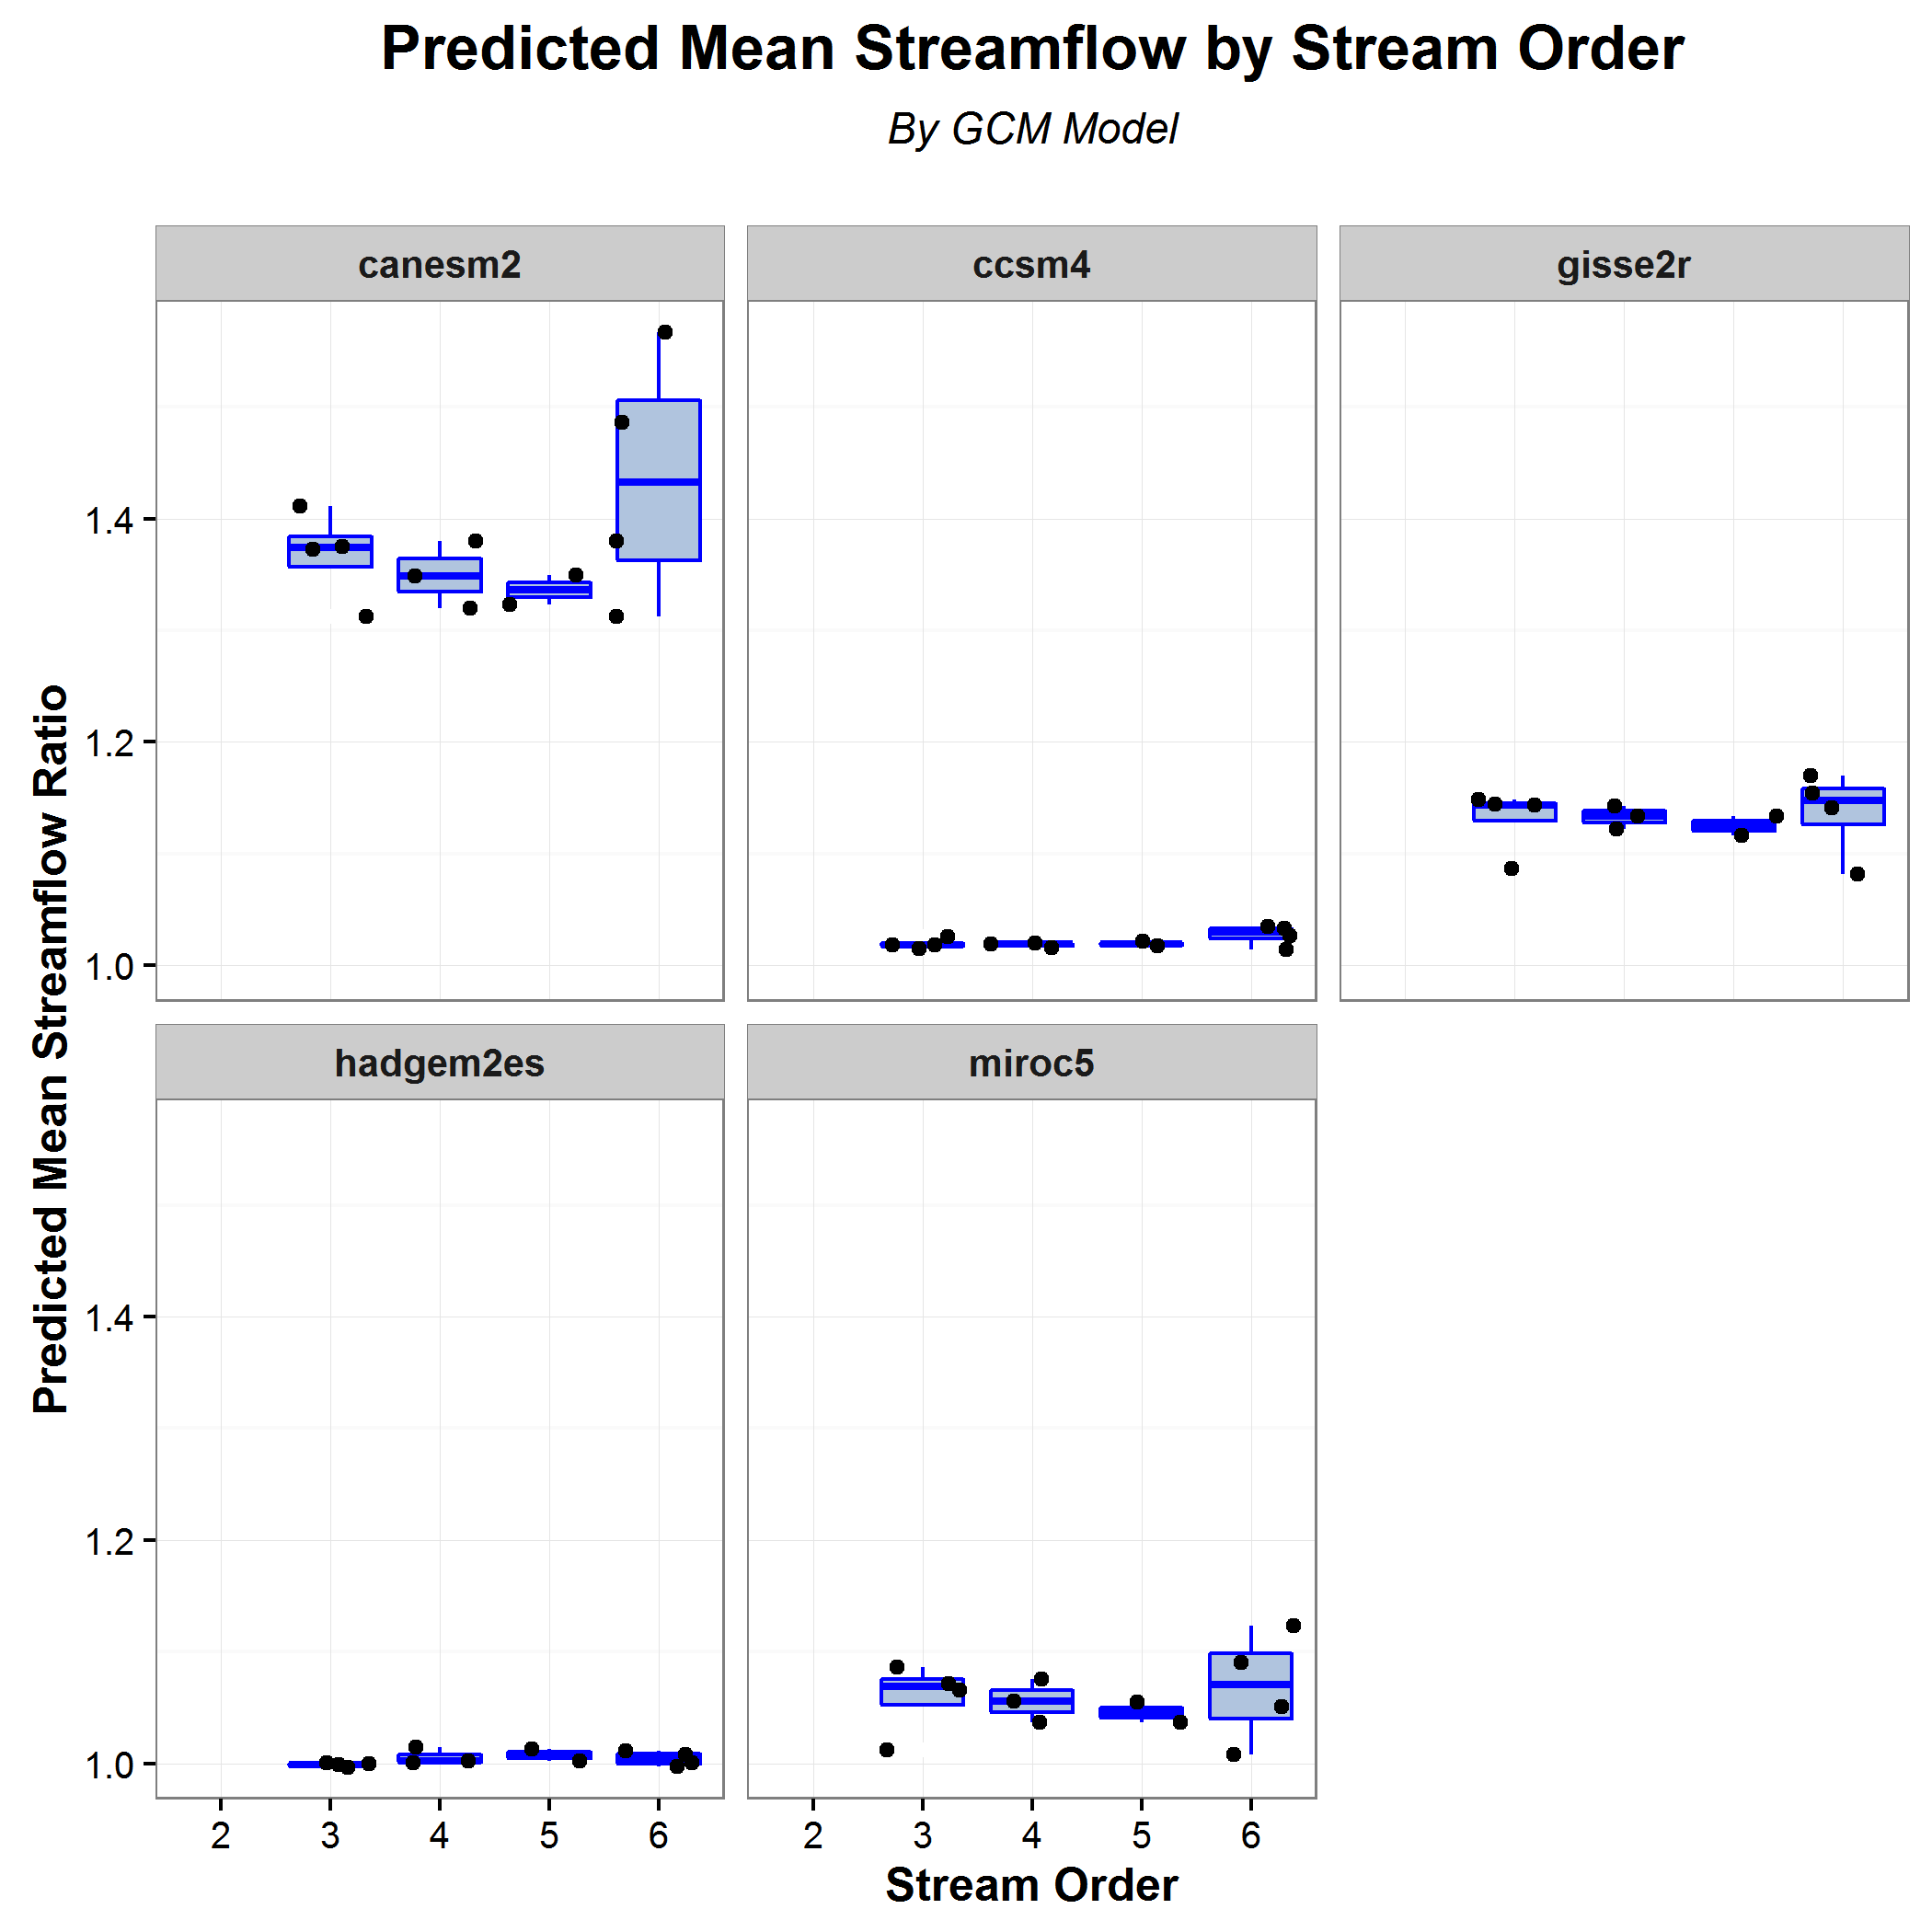 Predicted Mean Streamflow by Stream Order
By GCM Model
canesm2
ccsm4
gisse2r
1.4
1.2
1.0
Predicted Mean Streamflow Ratio
hadgem2es
miroc5
1.4
1.2
1.0
2 3 4 5 6
2 3 4 5 6
Stream Order